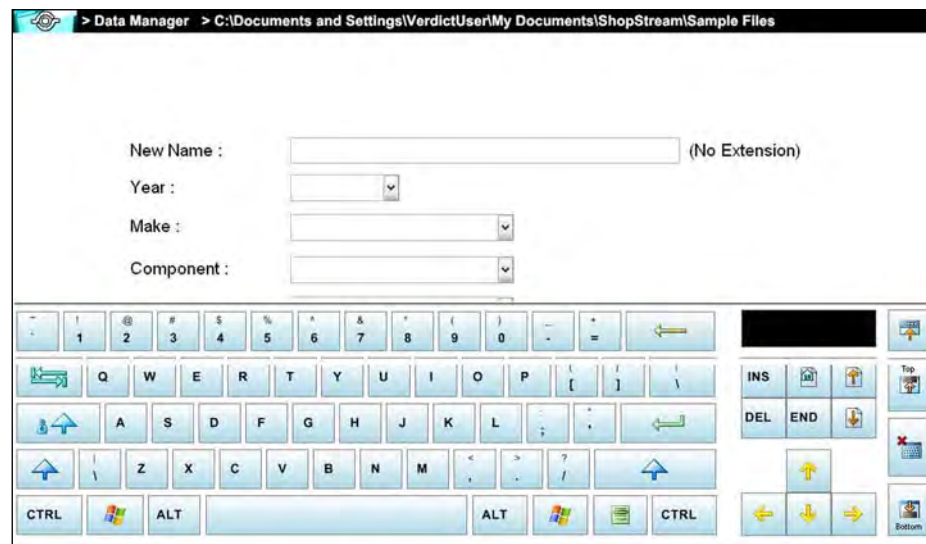 > Data Manager > C:\Documents and Settings\VerdictUser\My Documents\ShopStream\Sample Files
New Name : (No Extension)
Year :
Make :
Component :
! @ # $ % ^ & * ( ) _ +
1 2 3 4 5 6 7 8 9 0 - =
Q W E R T Y U I O P [ ] \ INS Top
A S D F G H J K L ; DEL END
\ Z X C V B N M < , > . ? /
CTRL ALT ALT CTRL Bottom